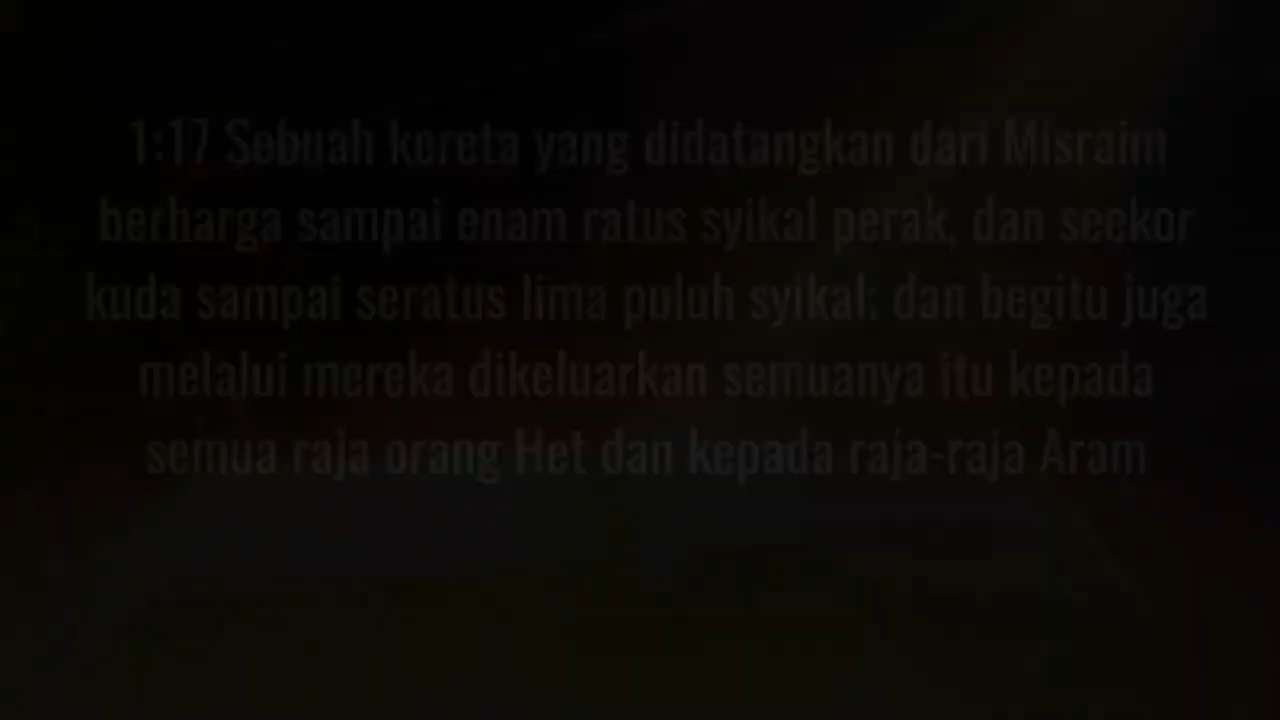 1:17 Sebuah kereta yang didatangkan dari Misraim
berharga sampai enam ratus syikal perak, dan seekor
kuda sampai seratus lima puluh syikal; dan begitu juga
melalui mereka dikeluarkan semuanya itu kepada
semua raja orang Het dan kepada raja-raja Aram